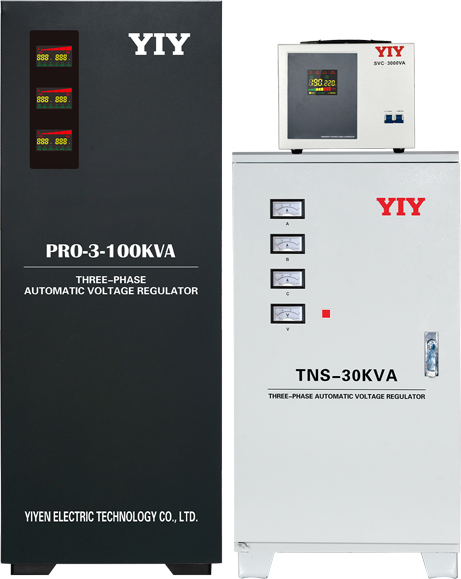 YIY
888 888
888 888
888 888
PRO-3-100KVA
THREE-PHASE
AUTOMATIC VOLTAGE REGULATOR
YIYEN ELECTRIC TECHNOLOGY CO., LTD.
YIY
SVC-3000VA
190 220
YIY
A
B
C
V
V
TNS-30KVA
THREE-PHASE AUTOMATIC VOLTAGE REGULATOR